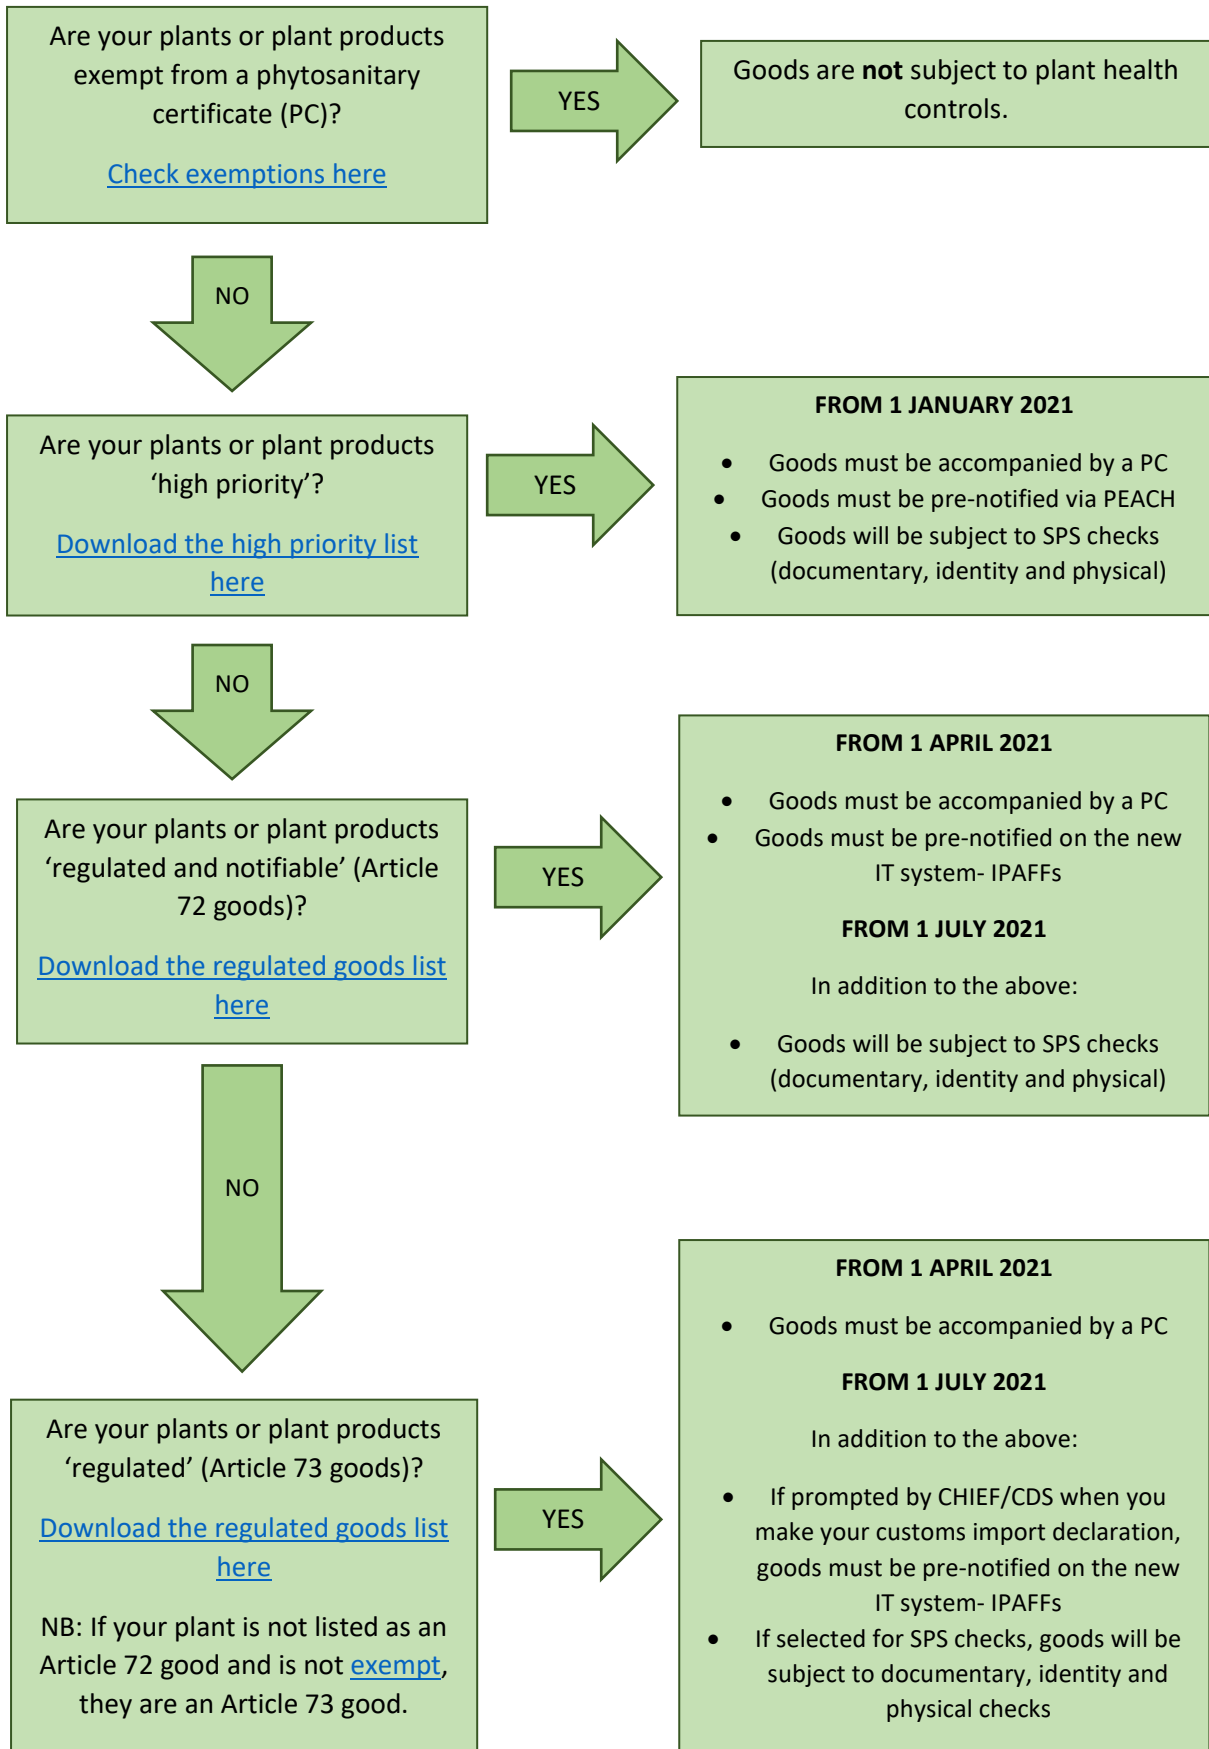 Are your plants or plant products
exempt from a phytosanitary
certificate (PC)?
Check exemptions here
YES
Goods are not subject to plant health
controls.
NO
Are your plants or plant products
‘high priority’?
Download the high priority list
here
YES
FROM 1 JANUARY 2021
• Goods must be accompanied by a PC
• Goods must be pre-notified via PEACH
• Goods will be subject to SPS checks
(documentary, identity and physical)
NO
Are your plants or plant products
‘regulated and notifiable’ (Article
72 goods)?
Download the regulated goods list
here
YES
FROM 1 APRIL 2021
• Goods must be accompanied by a PC
• Goods must be pre-notified on the new
IT system- IPAFFs
FROM 1 JULY 2021
In addition to the above:
• Goods will be subject to SPS checks
(documentary, identity and physical)
NO
Are your plants or plant products
‘regulated’ (Article 73 goods)?
Download the regulated goods list
here
NB: If your plant is not listed as an
Article 72 good and is not exempt,
they are an Article 73 good.
YES
FROM 1 APRIL 2021
• Goods must be accompanied by a PC
FROM 1 JULY 2021
In addition to the above:
• If prompted by CHIEF/CDS when you
make your customs import declaration,
goods must be pre-notified on the new
IT system- IPAFFs
• If selected for SPS checks, goods will be
subject to documentary, identity and
physical checks